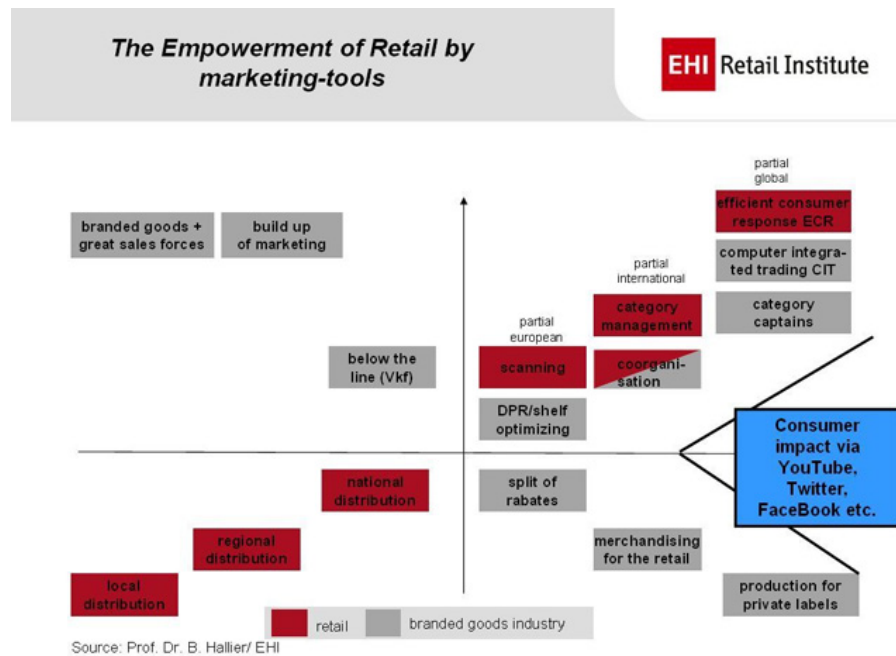 The Empowerment of Retail by
marketing-tools
EHI Retail Institute
partial
global
efficient consumer
response ECR
branded goods +
great sales forces
build up
of marketing
computer integra-
ted trading CIT
partial
international
category
management
category
captains
partial
european
below the
line (Vkf)
scanning
coorgani-
sation
DPR/shelf
optimizing
Consumer
impact via
YouTube,
Twitter,
FaceBook etc.
national
distribution
split of
rabates
regional
distribution
merchandising
for the retail
local
distribution
production for
private labels
retail
branded goods industry
Source: Prof. Dr. B. Hallier/ EHI